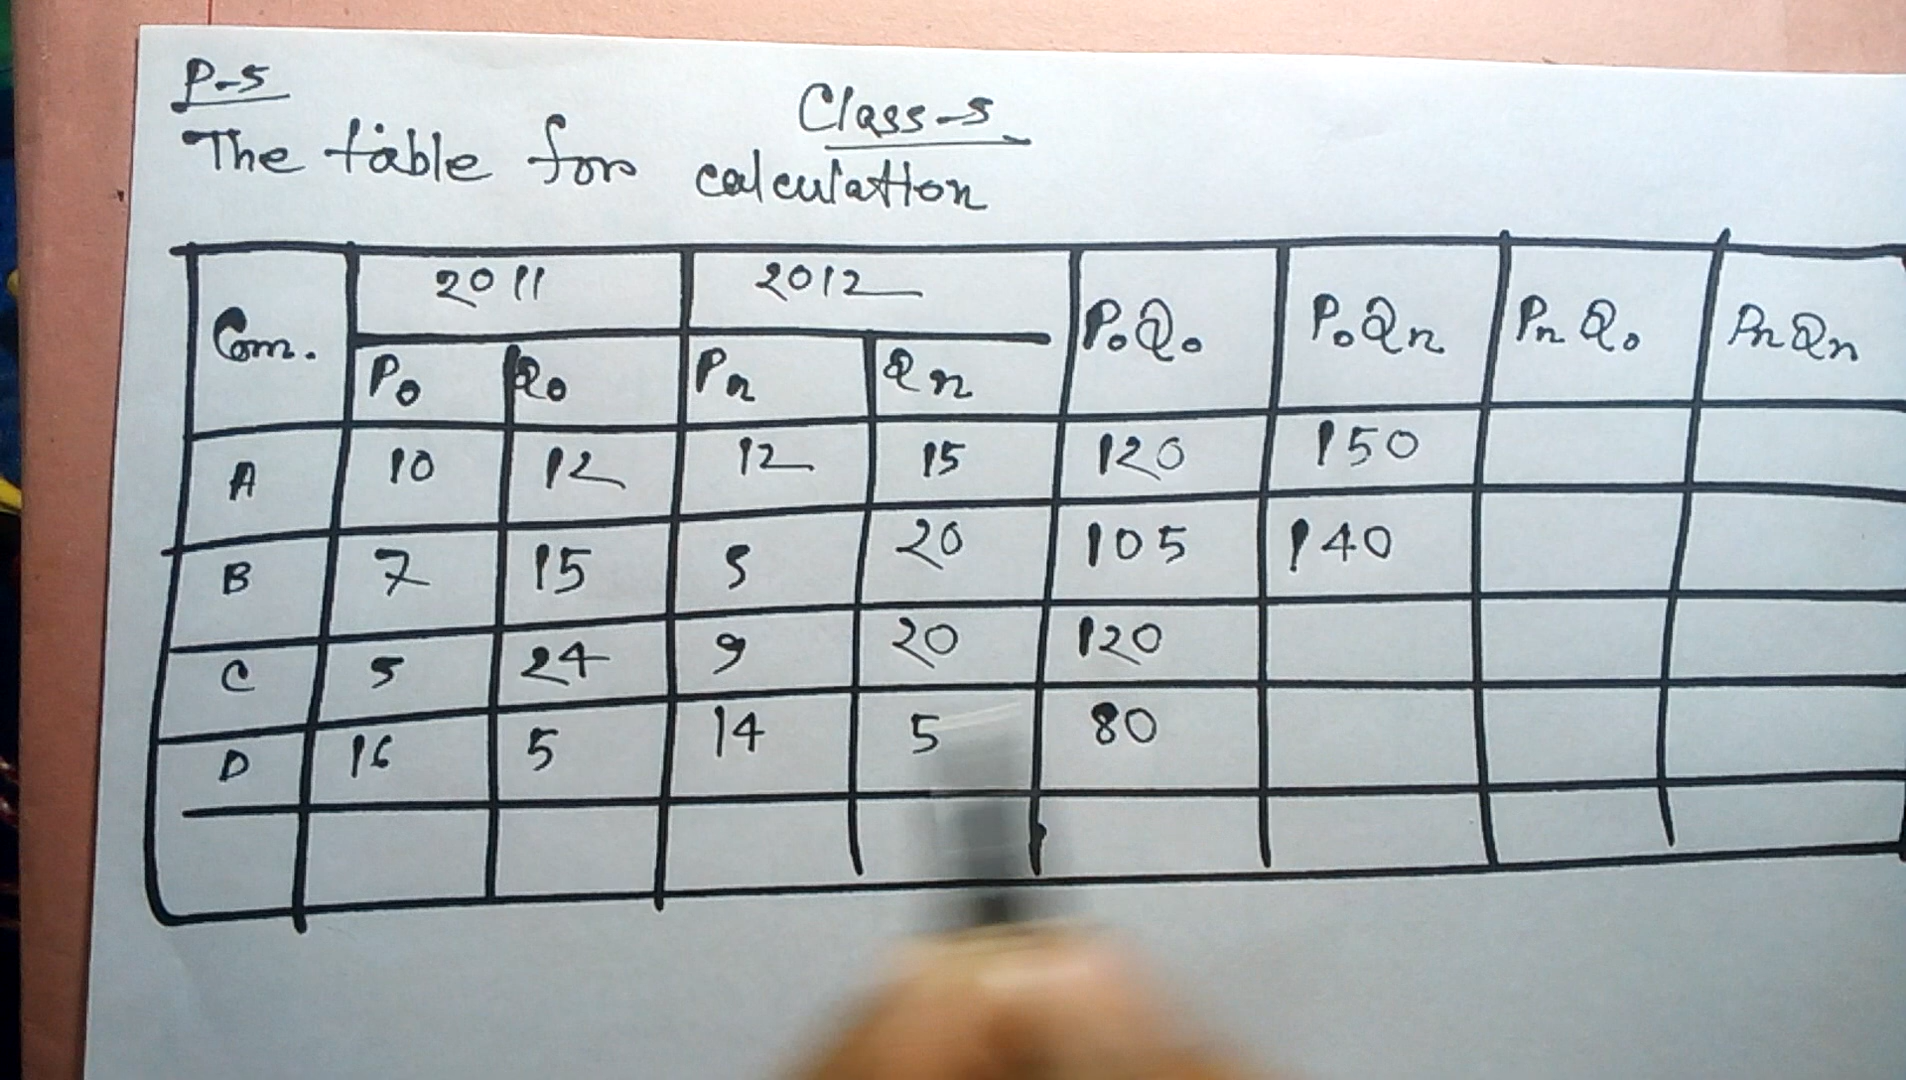 P-5
Class-5
The table for calculation
Com. 2011 2012 P₀Q₀ P₀Qn PnQ₀ PnQn
P₀ Q₀ Pn Qn
A 10 12 12 15 120 150
B 7 15 5 20 105 140
C 5 24 9 20 120
D 16 5 14 5 80